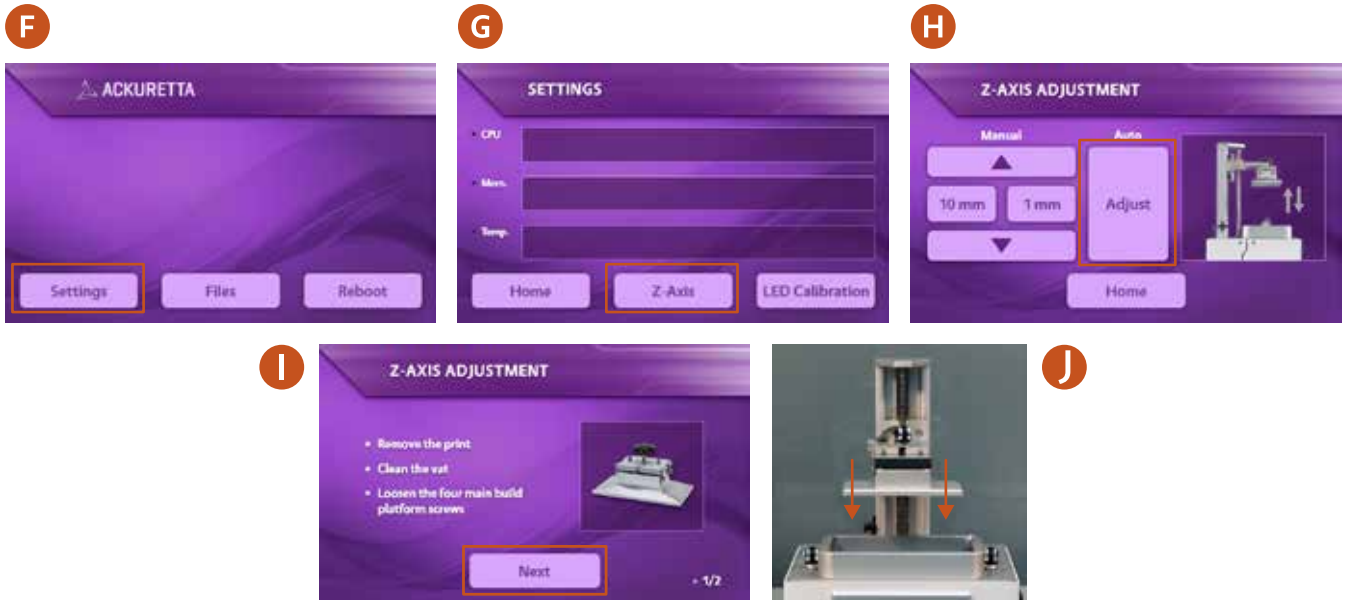 F
ACKURETTA
Settings
Files
Reboot
G
SETTINGS
CPU
Mem.
Temp.
Home
Z-Axis
LED Calibration
H
Z-AXIS ADJUSTMENT
Manual
Auto
10 mm
1 mm
Adjust
Home
I
Z-AXIS ADJUSTMENT
• Remove the print
• Clean the vat
• Loosen the four main build
platform screws
Next
- 1/2
J